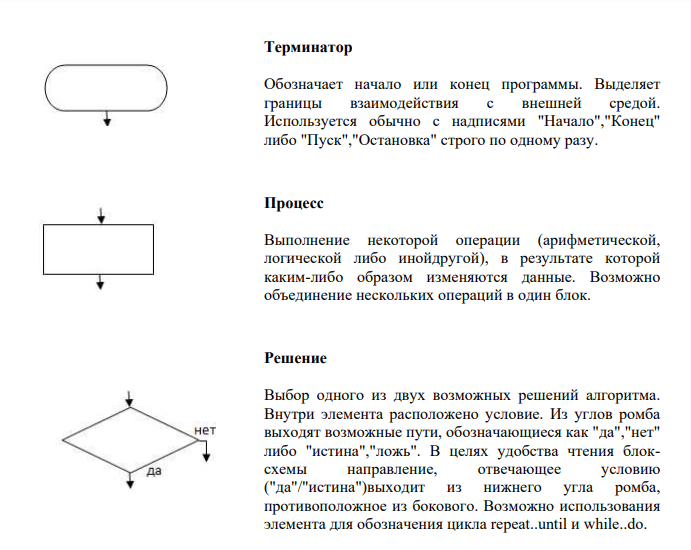 Терминатор
Обозначает начало или конец программы. Выделяет
границы взаимодействия с внешней средой.
Используется обычно с надписями "Начало","Конец"
либо "Пуск","Остановка" строго по одному разу.
Процесс
Выполнение некоторой операции (арифметической,
логической либо инойдругой), в результате которой
каким-либо образом изменяются данные. Возможно
объединение нескольких операций в один блок.
Решение
Выбор одного из двух возможных решений алгоритма.
Внутри элемента расположено условие. Из углов ромба
выходят возможные пути, обозначающиеся как "да","нет"
либо "истина","ложь". В целях удобства чтения блок-
схемы направление, отвечающее условию
("да"/"истина")выходит из нижнего угла ромба,
противоположное из бокового. Возможно использования
элемента для обозначения цикла repeat..until и while..do.
нет
да